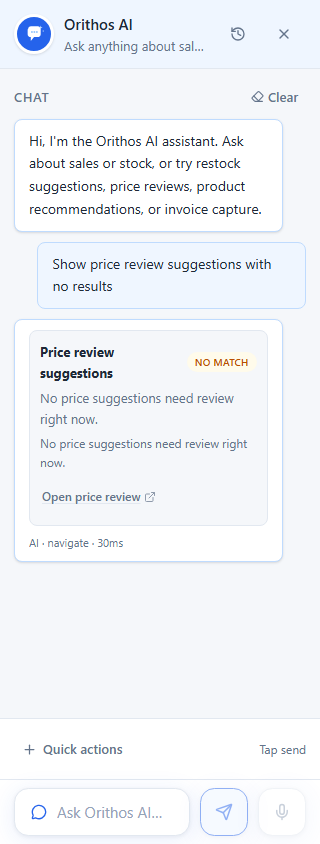 Orithos AI
Ask anything about sal...
CHAT
Clear
Hi, I'm the Orithos AI assistant. Ask
about sales or stock, or try restock
suggestions, price reviews, product
recommendations, or invoice capture.
Show price review suggestions with
no results
Price review
suggestions
NO MATCH
No price suggestions need review
right now.
No price suggestions need review right
now.
Open price review
AI · navigate · 30ms
Quick actions
Tap send
Ask Orithos AI...